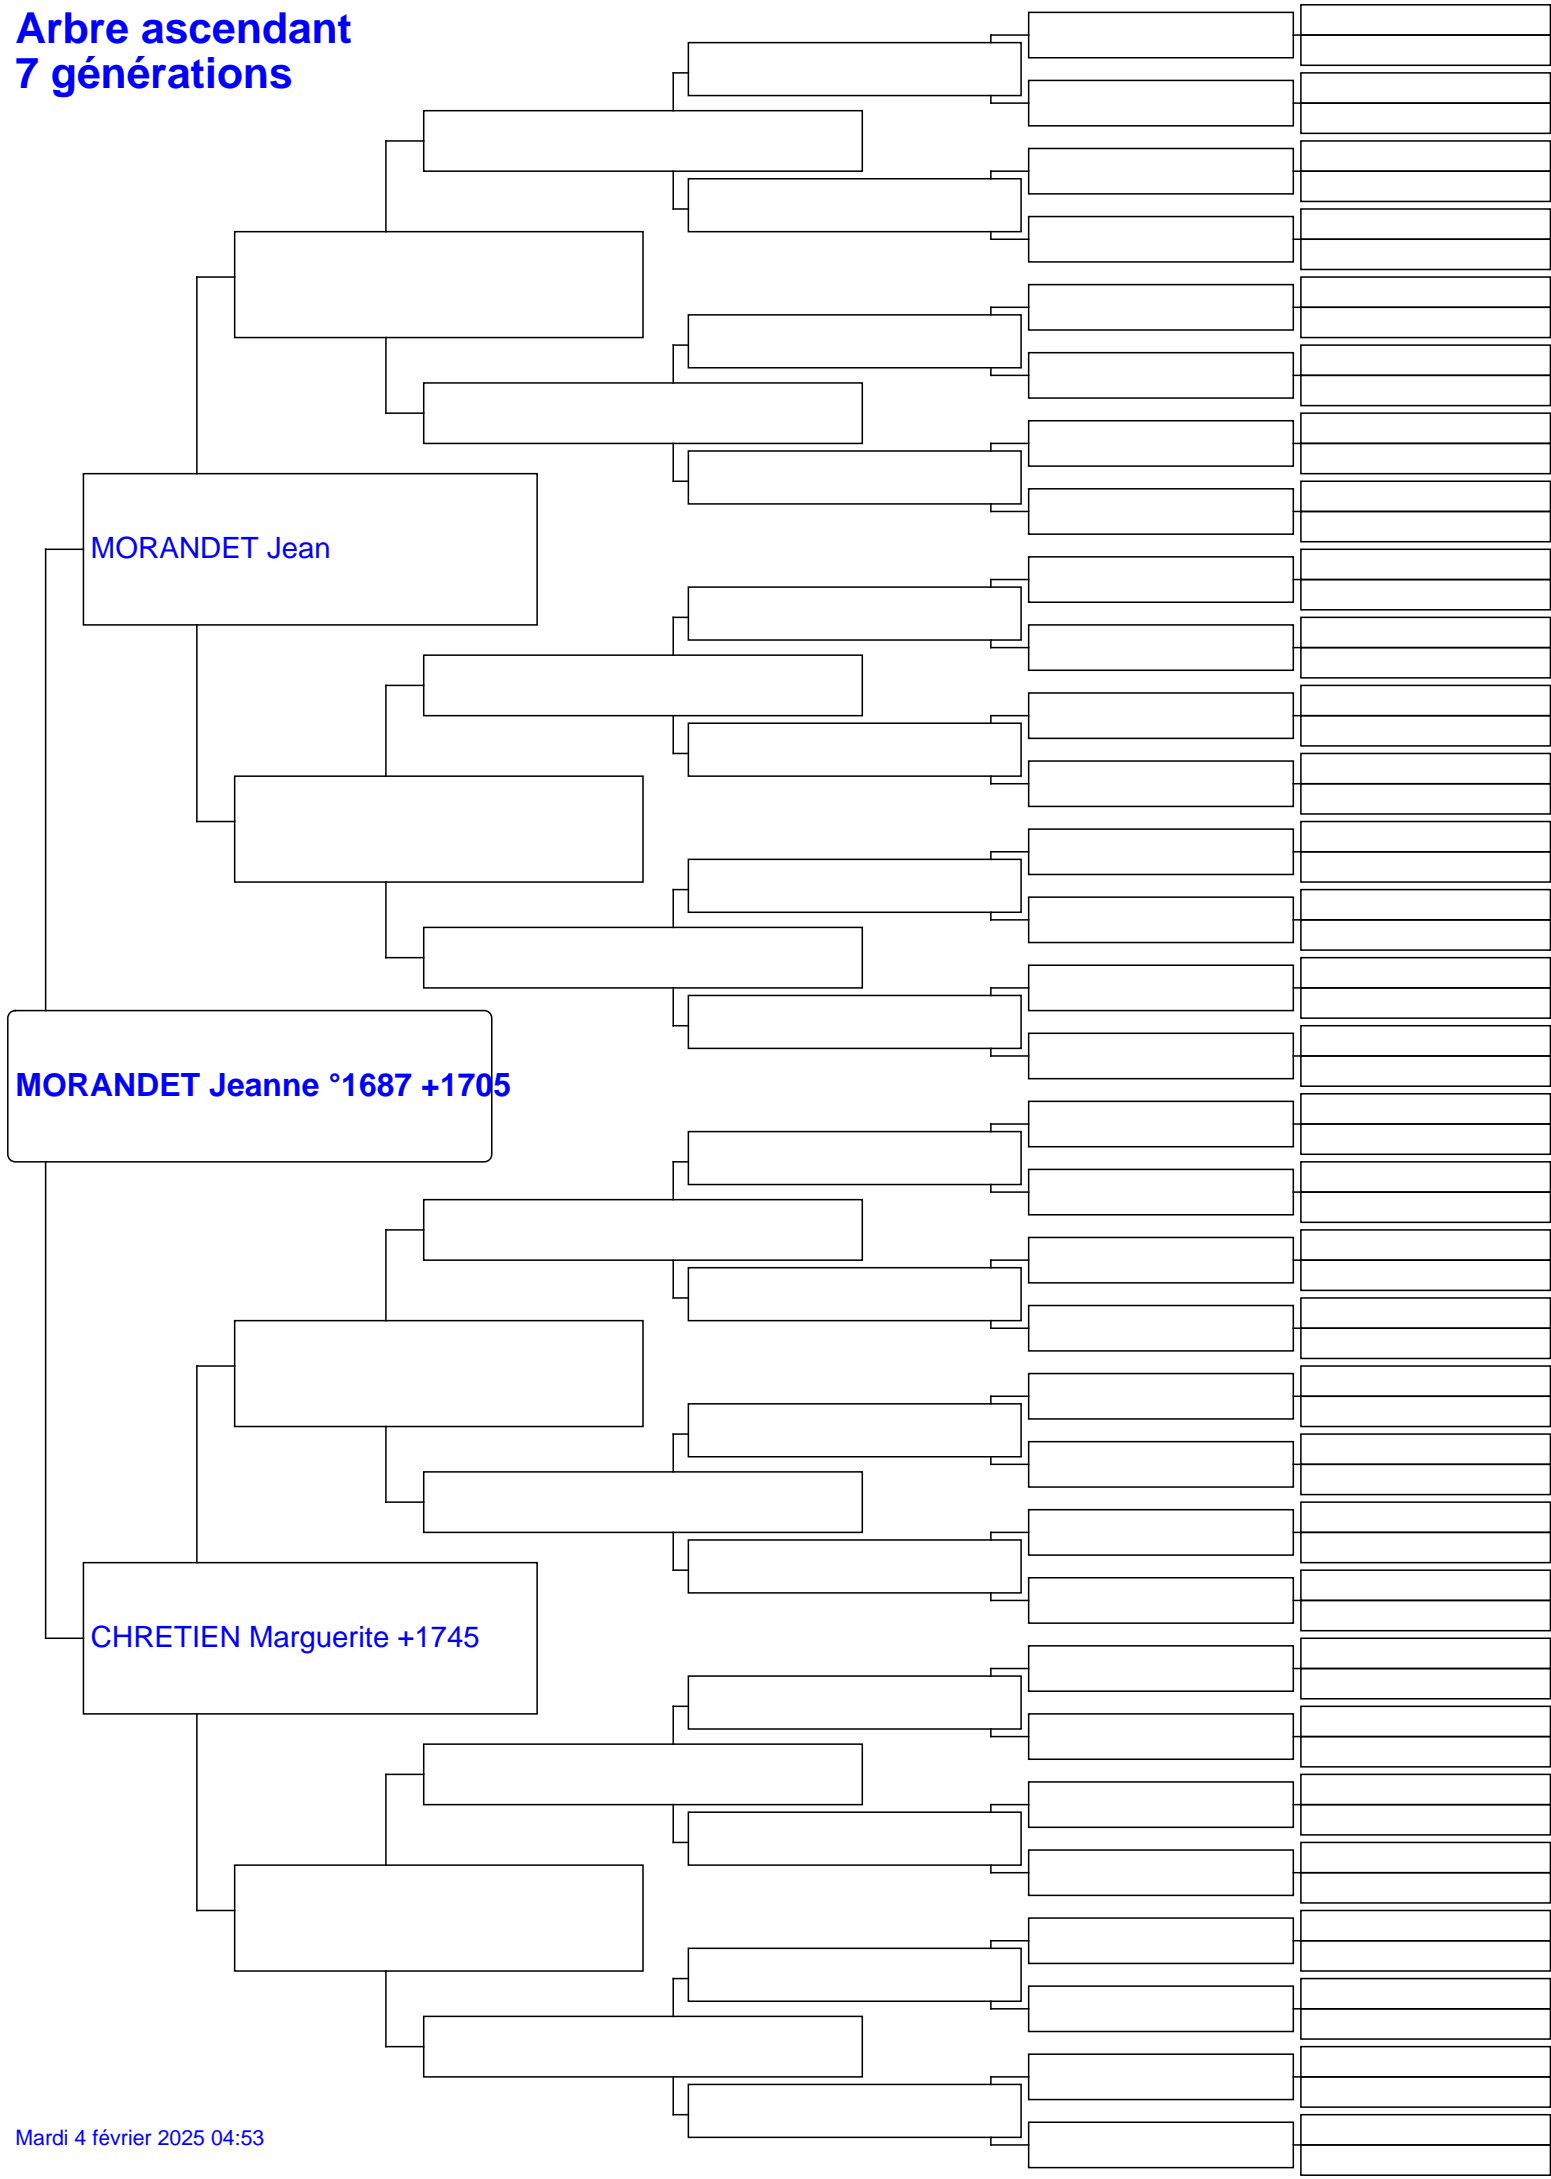 Arbre ascendant
7 générations
MORANDET Jean
MORANDET Jeanne °1687 +1705
CHRETIEN Marguerite +1745
Mardi 4 février 2025 04:53